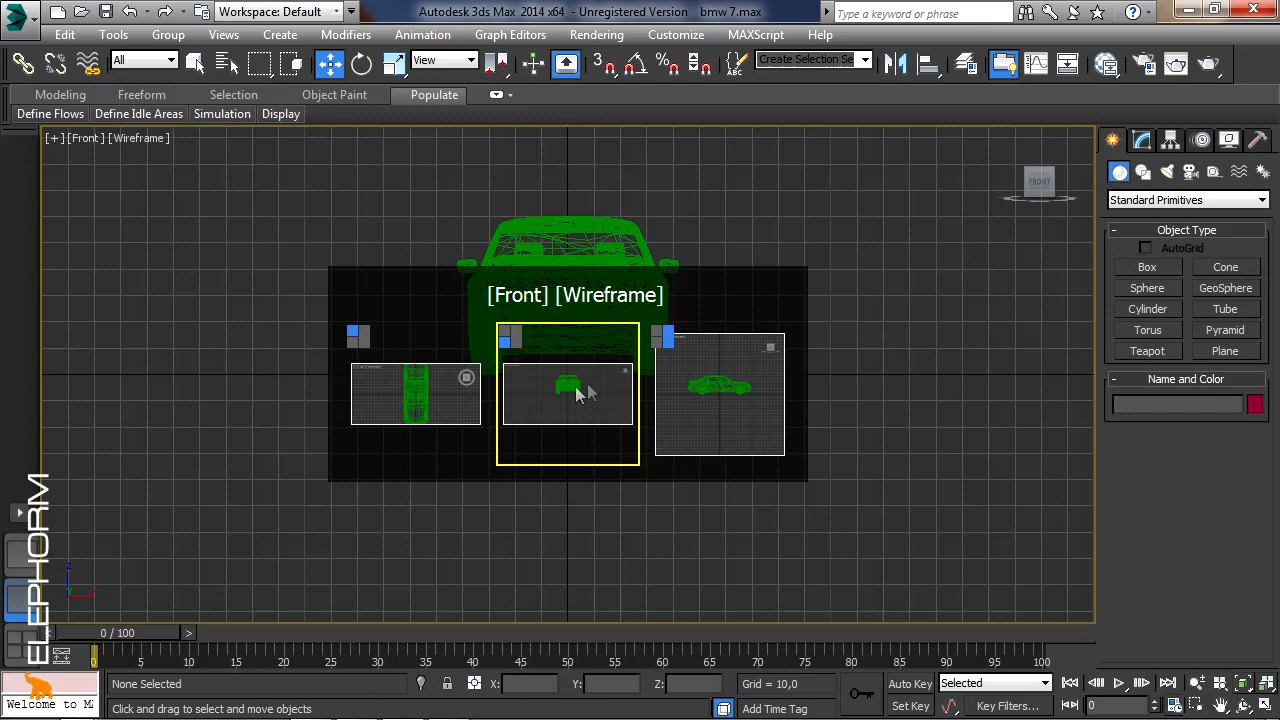 Workspace: Default
Autodesk 3ds Max 2014 x64 - Unregistered Version bmw 7.max
Type a keyword or phrase
Edit Tools Group Views Create Modifiers Animation Graph Editors Rendering Customize MAXScript Help
All
View
Create Selection Se
Modeling Freeform Selection Object Paint Populate
Define Flows Define Idle Areas Simulation Display
[+] [Front] [Wireframe ]
FRONT
Standard Primitives
- Object Type
AutoGrid
Box Cone
Sphere GeoSphere
Cylinder Tube
Torus Pyramid
Teapot Plane
- Name and Color
[Front] [Wireframe]
ELEPHORM
0 / 100 >
0 5 10 15 20 25 30 35 40 45 50 55 60 65 70 75 80 85 90 95 100
None Selected
X: Y: Z:
Grid = 10,0
Auto Key
Selected
Welcome to M
Click and drag to select and move objects
Add Time Tag
Set Key
Key Filters...
0